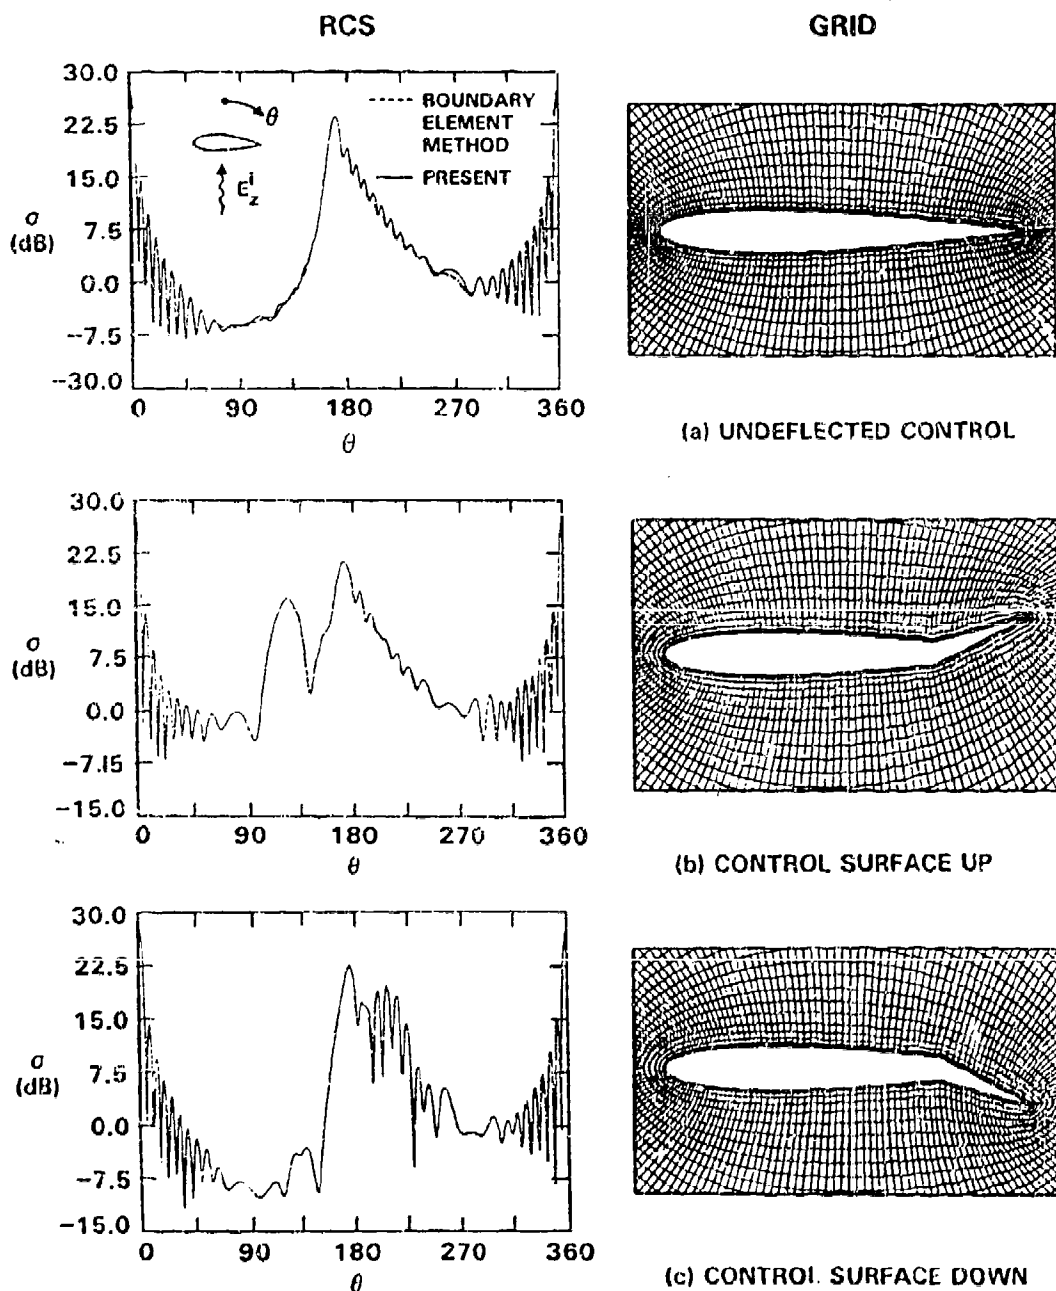 RCS
GRID
30.0
22.5
15.0
7.5
0.0
--7.5
--30.0
σ
(dB)
0 90 180 270 360
θ
θ
E_z^i
---- BOUNDARY
ELEMENT
METHOD
— PRESENT
(a) UNDEFLECTED CONTROL
30.0
22.5
15.0
7.5
0.0
-7.15
-15.0
σ
(dB)
0 90 180 270 360
θ
(b) CONTROL SURFACE UP
30.0
22.5
15.0
7.5
0.0
-7.5
-15.0
σ
(dB)
0 90 180 270 360
θ
(c) CONTROL. SURFACE DOWN